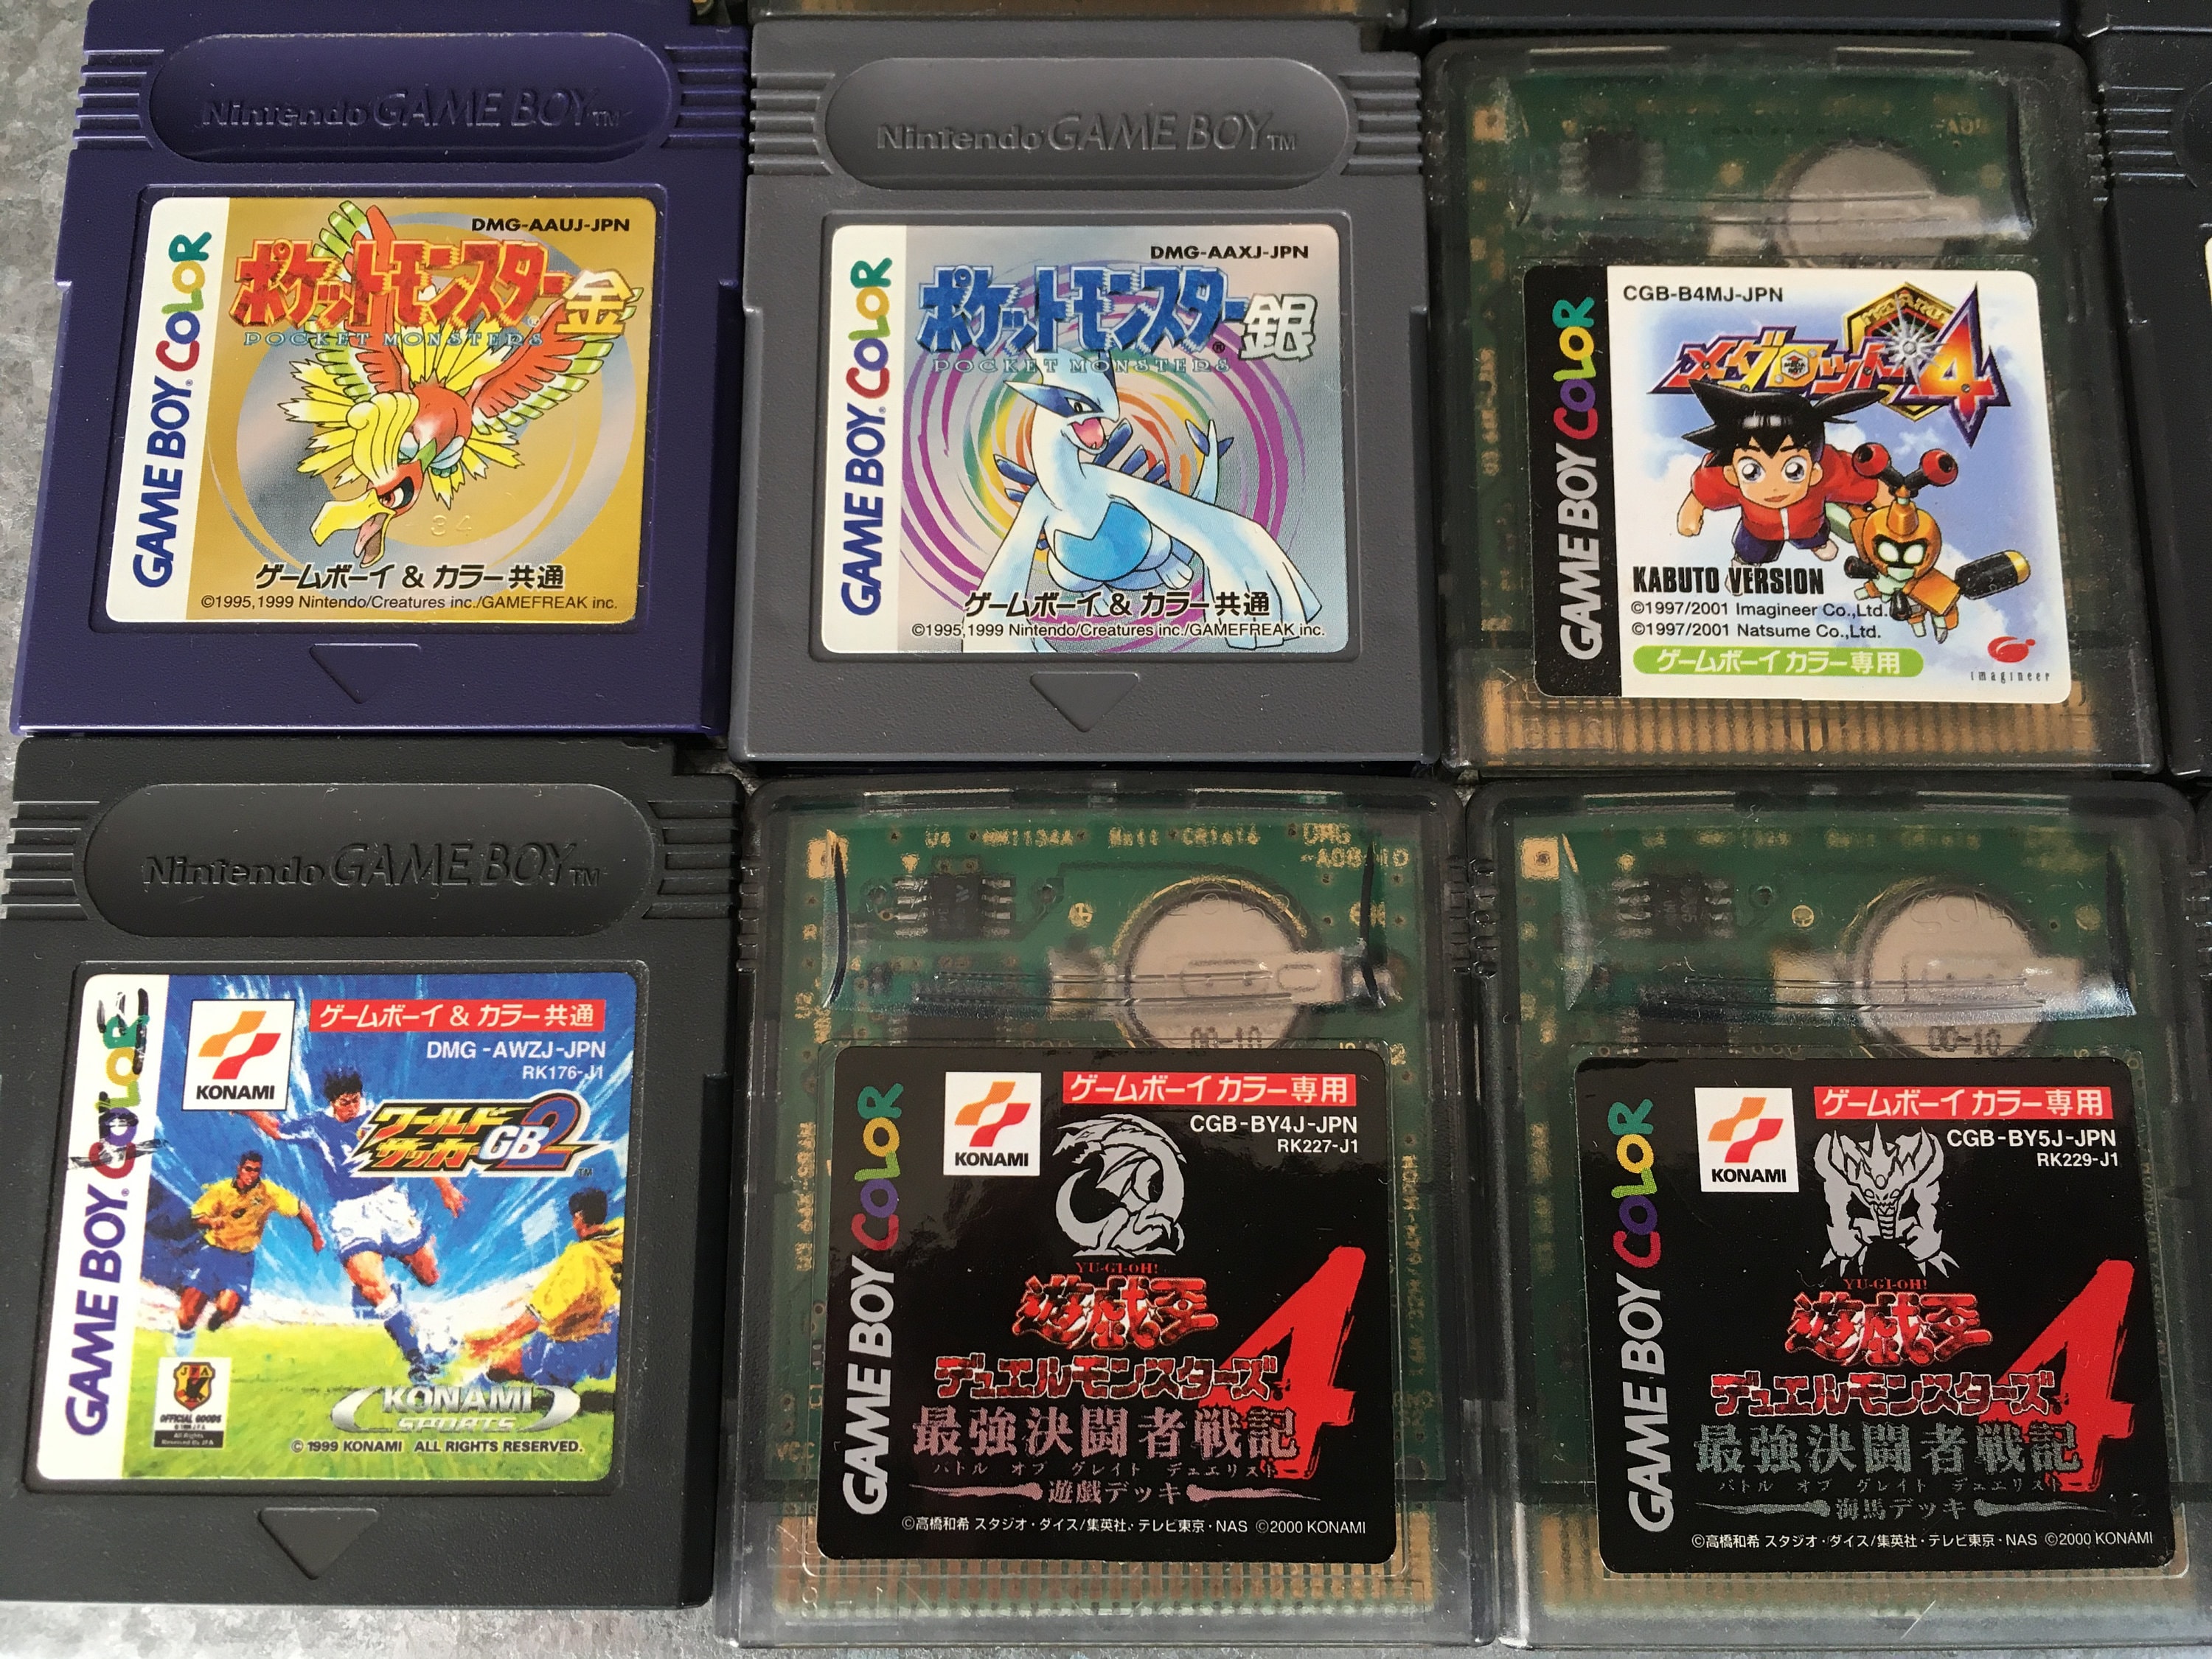 Nintendo GAME BOY TM
GAME BOY COLOR
DMG-AAUJ-JPN
ポケットモンスター金
POCKET MONSTERS
34
ゲームボーイ & カラー共通
©1995,1999 Nintendo/Creatures inc./GAMEFREAK inc.
Nintendo GAME BOY TM
GAME BOY COLOR
DMG-AAXJ-JPN
ポケットモンスター銀
POCKET MONSTERS
ゲームボーイ & カラー共通
©1995,1999 Nintendo/Creatures inc./GAMEFREAK inc.
GAME BOY COLOR
CGB-B4MJ-JPN
メダロット4
KABUTO VERSION
©1997/2001 Imagineer Co.,Ltd.
©1997/2001 Natsume Co.,Ltd.
ゲームボーイカラー専用
imagineer
Nintendo GAME BOY TM
GAME BOY COLOR
KONAMI
ゲームボーイ & カラー共通
DMG-AWZJ-JPN
RK176-J1
ワールド
サッカーGB2
TM
JFA
OFFICIAL GOODS
KONAMI
SPORTS
© 1999 KONAMI ALL RIGHTS RESERVED.
U4 MM1134A
DMG
00-10
GAME BOY COLOR
KONAMI
ゲームボーイカラー専用
CGB-BY4J-JPN
RK227-J1
YU-GI-OH!
遊戯王
デュエルモンスターズ4
最強決闘者戦記
バトル オブ グレイト デュエリスト
遊戯デッキ
©高橋和希 スタジオ・ダイス/集英社・テレビ東京・NAS ©2000 KONAMI
00-10
GAME BOY COLOR
KONAMI
ゲームボーイカラー専用
CGB-BY5J-JPN
RK229-J1
YU-GI-OH!
遊戯王
デュエルモンスターズ4
最強決闘者戦記
バトル オブ グレイト デュエリスト
海馬デッキ
©高橋和希 スタジオ・ダイス/集英社・テレビ東京・NAS ©2000 KONAMI